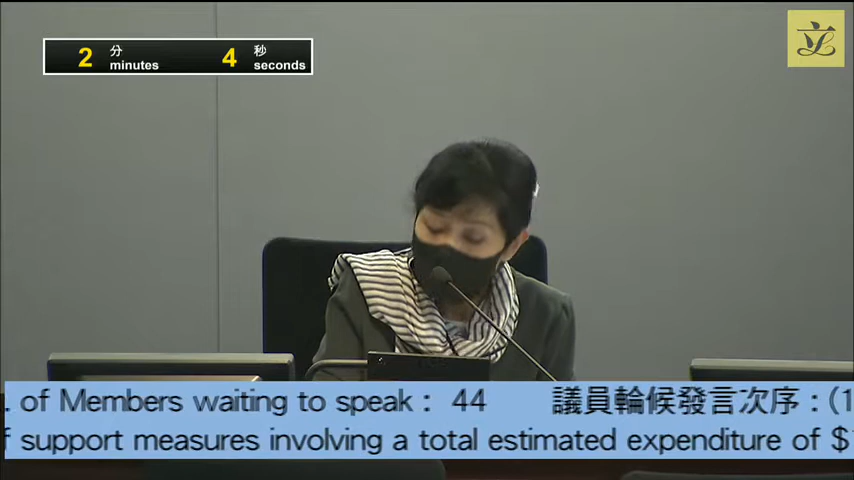 2 分 minutes 4 秒 seconds
. of Members waiting to speak : 44 議員輪候發言次序 : (1
support measures involving a total estimated expenditure of $